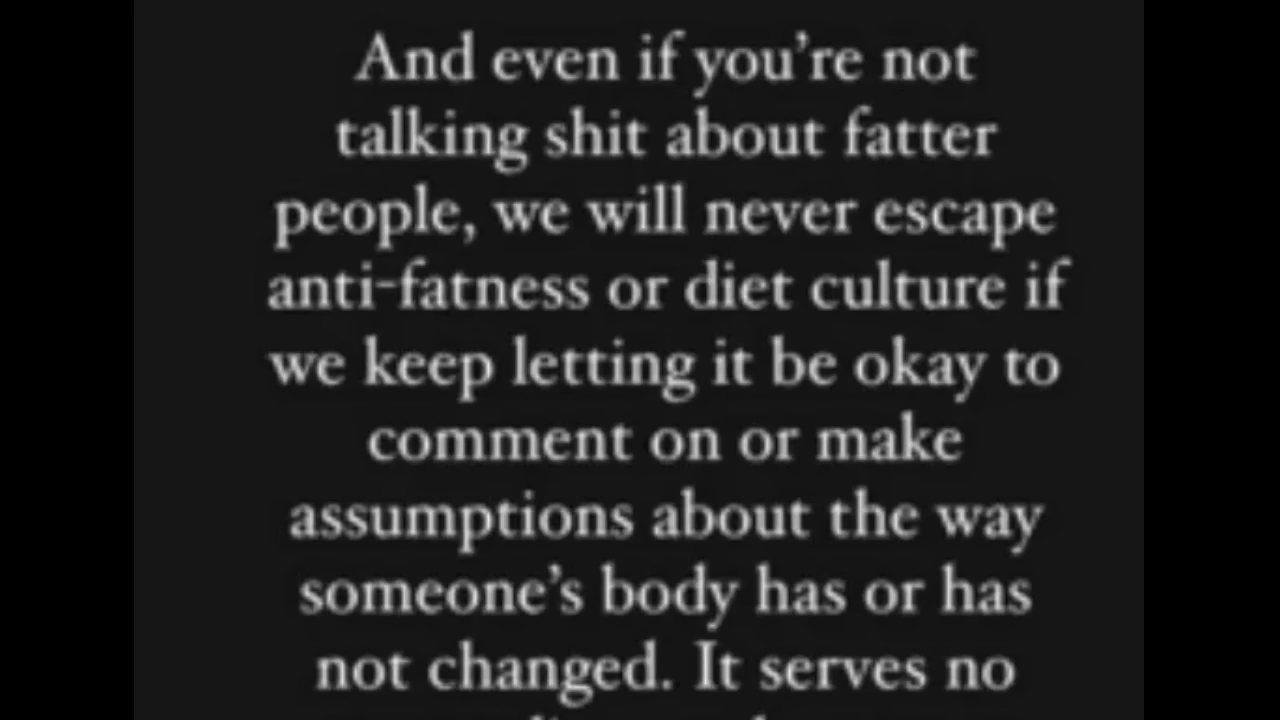 And even if you’re not
talking shit about fatter
people, we will never escape
anti-fatness or diet culture if
we keep letting it be okay to
comment on or make
assumptions about the way
someone’s body has or has
not changed. It serves no